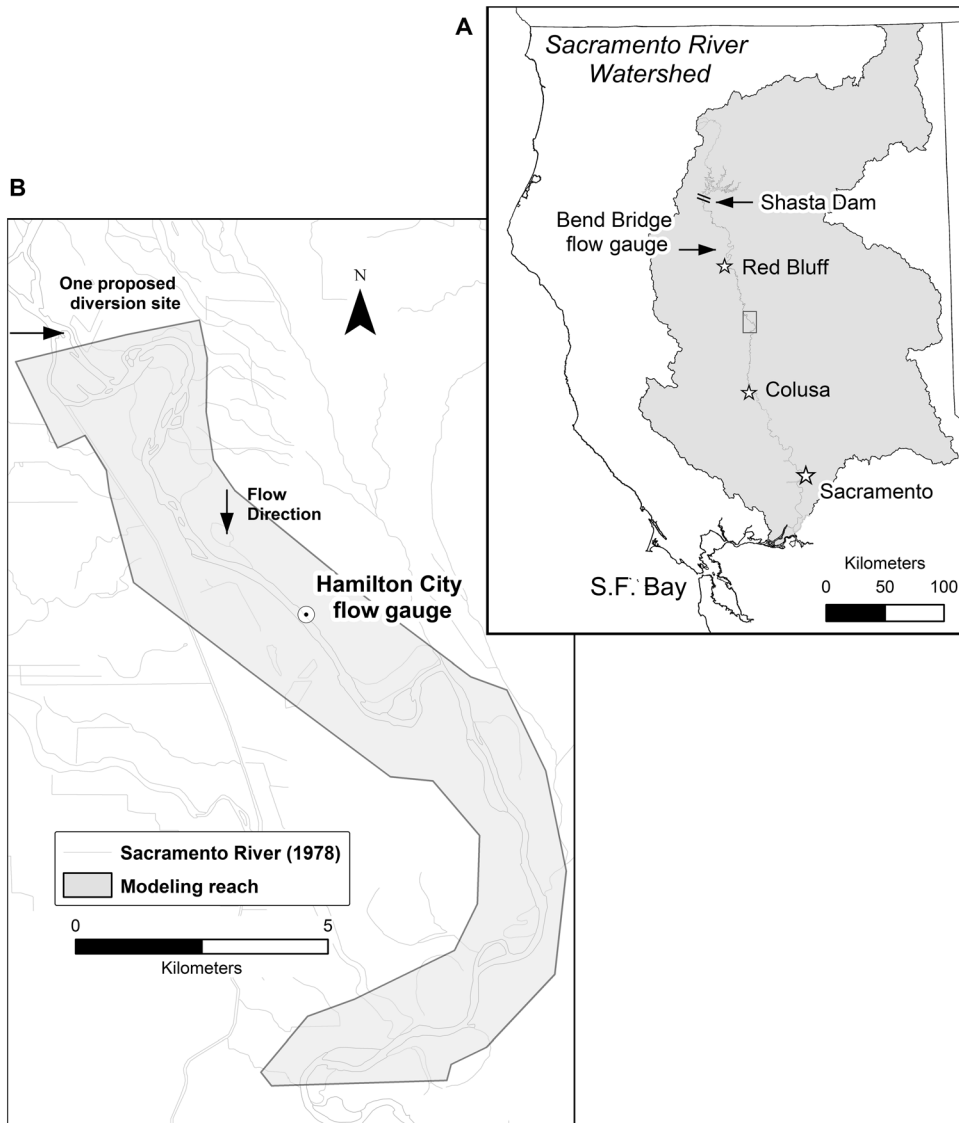 A
Sacramento River
Watershed
Shasta Dam
Bend Bridge
flow gauge
Red Bluff
Colusa
Sacramento
S.F. Bay
Kilometers
0 50 100
B
One proposed
diversion site
N
Flow
Direction
Hamilton City
flow gauge
Sacramento River (1978)
Modeling reach
0 5
Kilometers